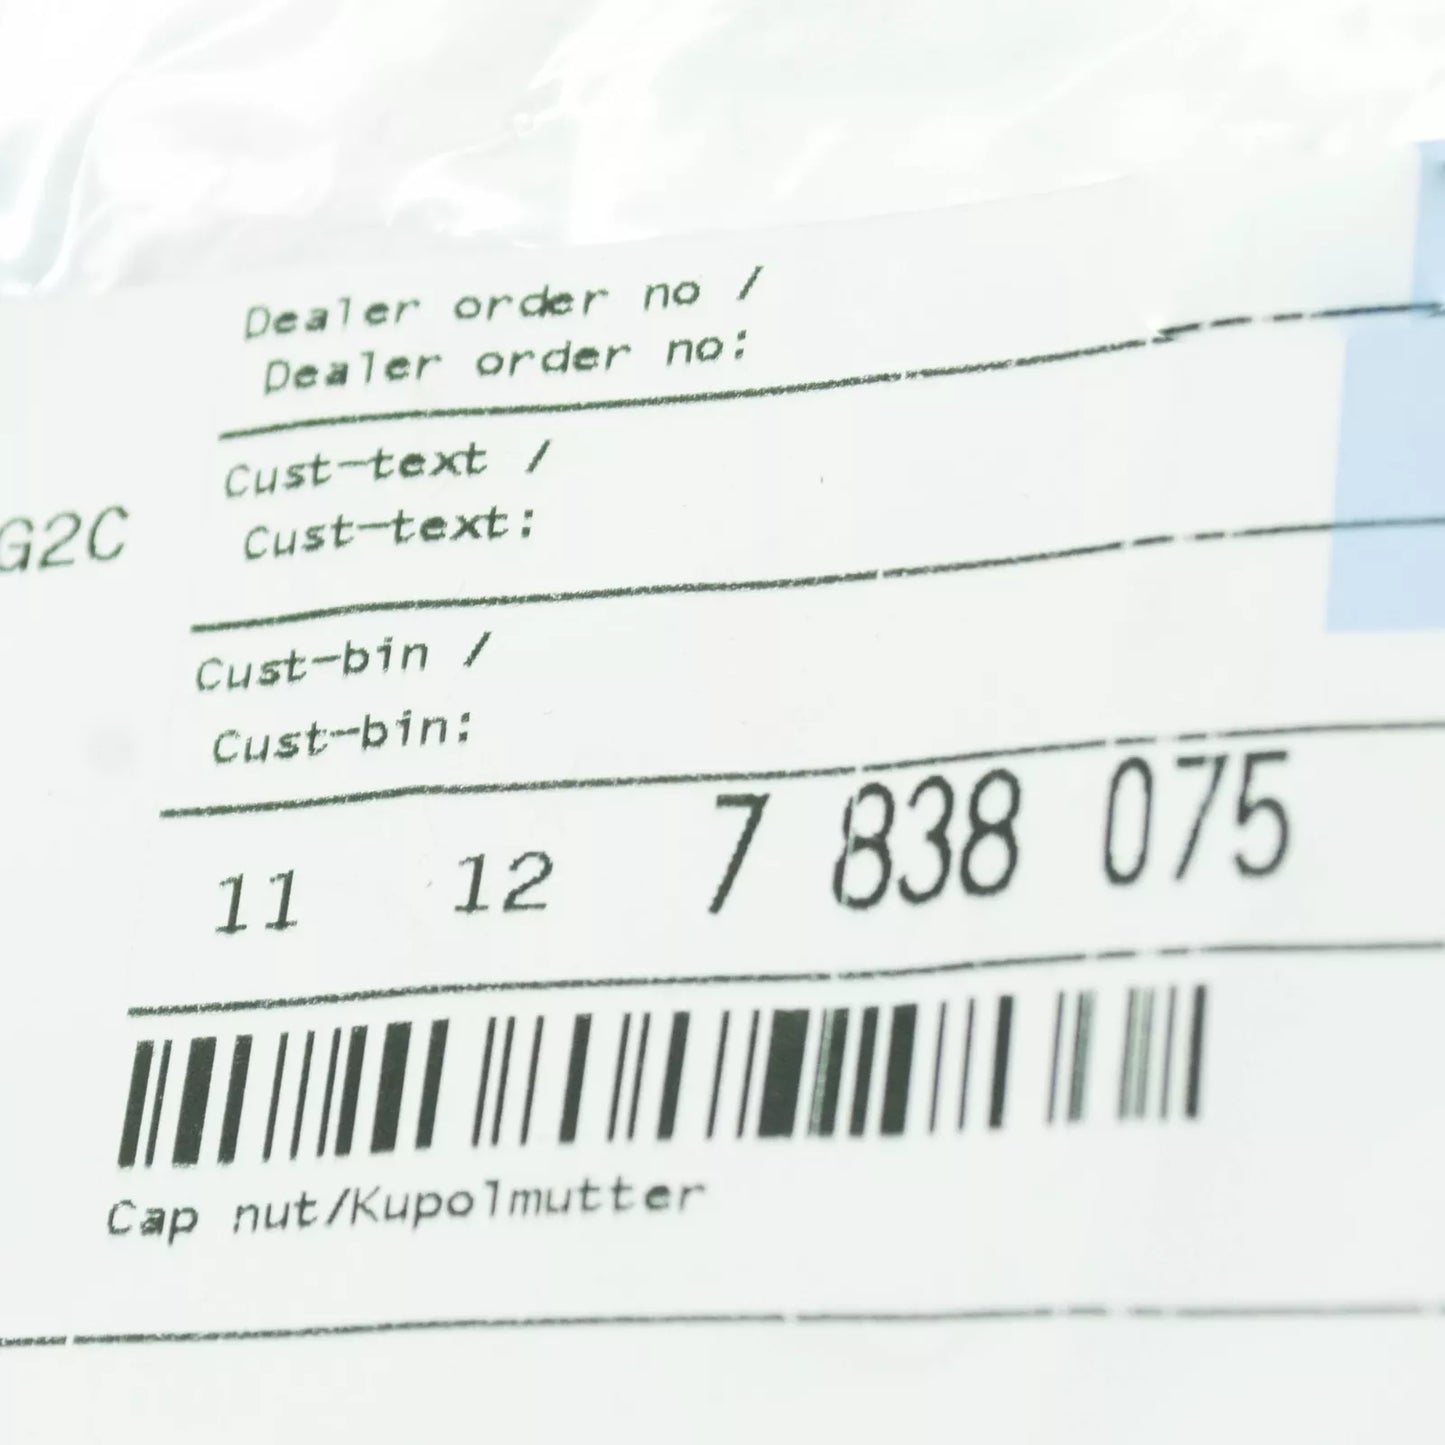 Dealer order no /
Dealer order no:
Cust-text /
G2C
Cust-text:
Cust-bin /
Cust-bin:
11 12 7 838 075
Cap nut/Kupolmutter